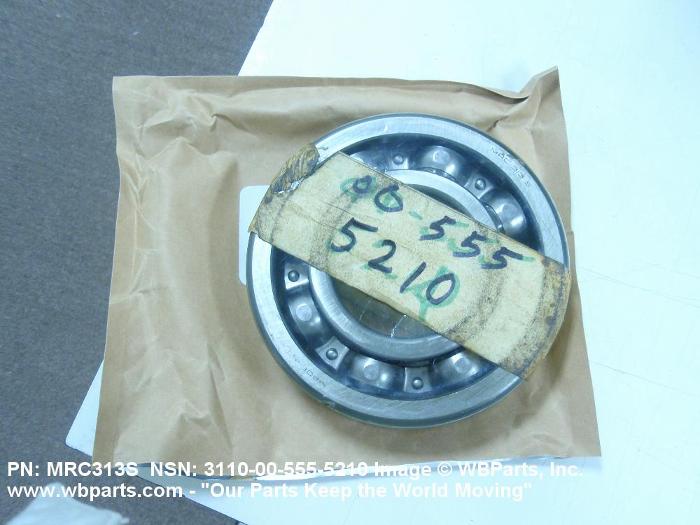 00-555
5210
PN: MRC313S NSN: 3110-00-555-5210 Image © WBParts, Inc.
www.wbparts.com - "Our Parts Keep the World Moving"